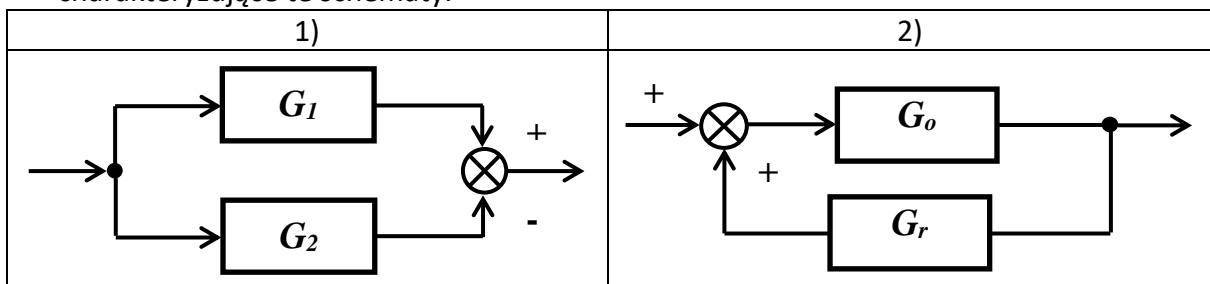 charakteryzujące te schematy.
1)
2)
G1
+
-
G2
+
+
Go
Gr